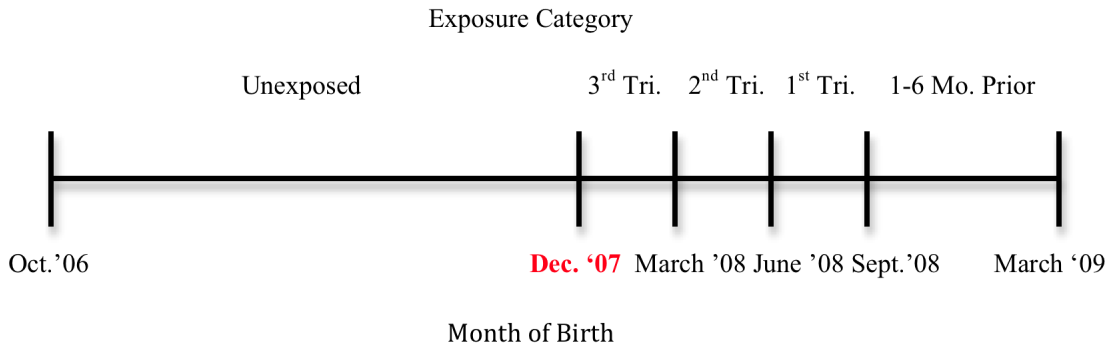 Exposure Category
Unexposed 3rd Tri. 2nd Tri. 1st Tri. 1-6 Mo. Prior
Oct.’06 Dec. ‘07 March ’08 June ’08 Sept.’08 March ‘09
Month of Birth